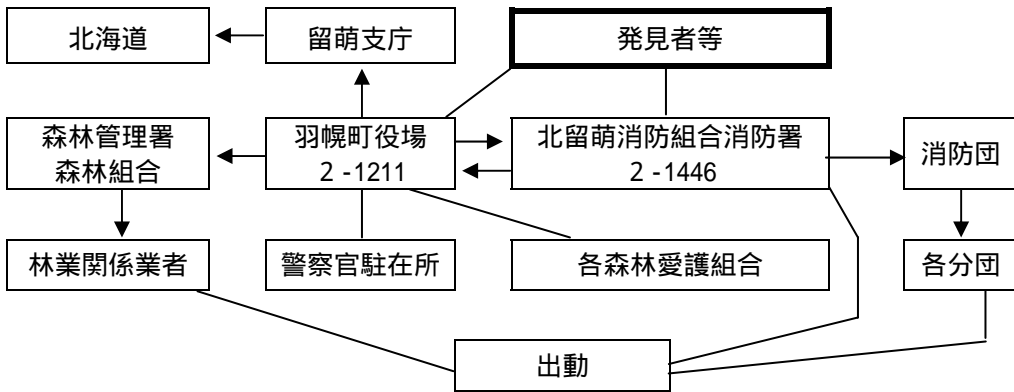 北海道
留萌支庁
発見者等
森林管理署
森林組合
羽幌町役場
2 -1211
北留萌消防組合消防署
2 -1446
消防団
林業関係業者
警察官駐在所
各森林愛護組合
各分団
出動